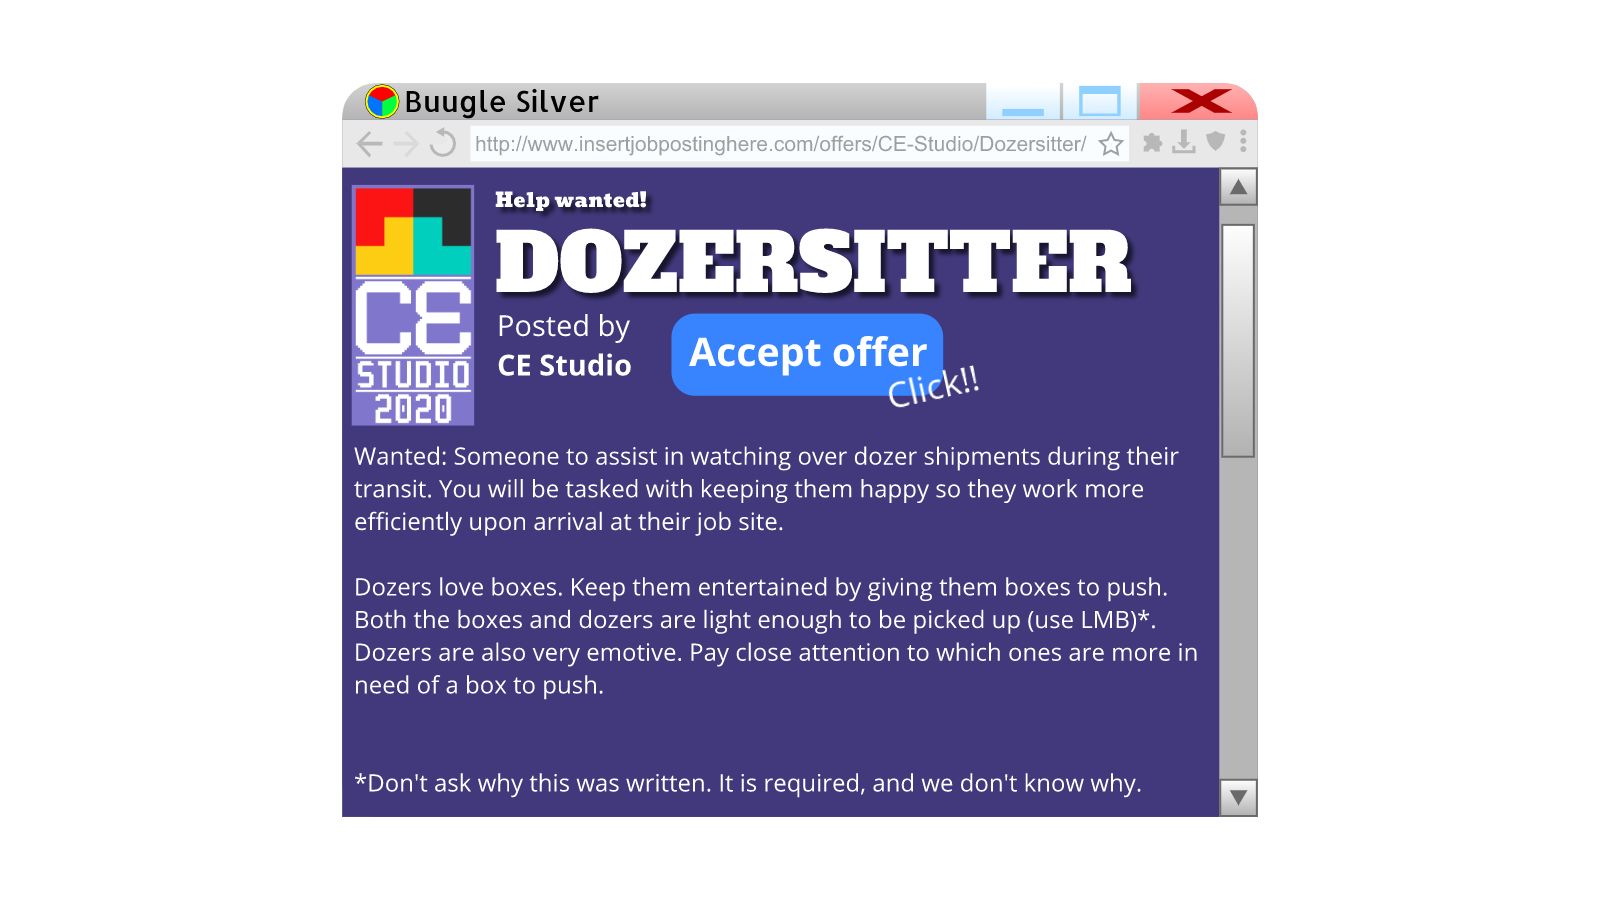 Buugle Silver
http://www.insertjobpostinghere.com/offers/CE-Studio/Dozersitter/
Help wanted!
DOZERSITTER
CE
STUDIO
2020
Posted by
CE Studio
Accept offer
Click!!
Wanted: Someone to assist in watching over dozer shipments during their
transit. You will be tasked with keeping them happy so they work more
efficiently upon arrival at their job site.
Dozers love boxes. Keep them entertained by giving them boxes to push.
Both the boxes and dozers are light enough to be picked up (use LMB)*.
Dozers are also very emotive. Pay close attention to which ones are more in
need of a box to push.
*Don't ask why this was written. It is required, and we don't know why.